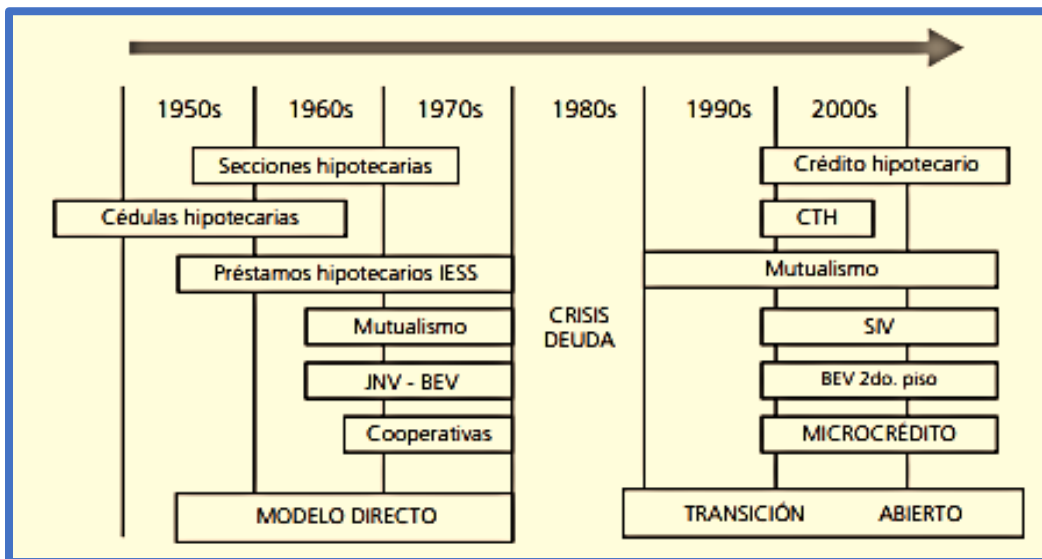 1950s 1960s 1970s 1980s 1990s 2000s
Secciones hipotecarias
Crédito hipotecario
Cédulas hipotecarias
CTH
Préstamos hipotecarios IESS
Mutualismo
Mutualismo
CRISIS
DEUDA
SIV
JNV - BEV
BEV 2do. piso
Cooperativas
MICROCRÉDITO
MODELO DIRECTO
TRANSICIÓN ABIERTO